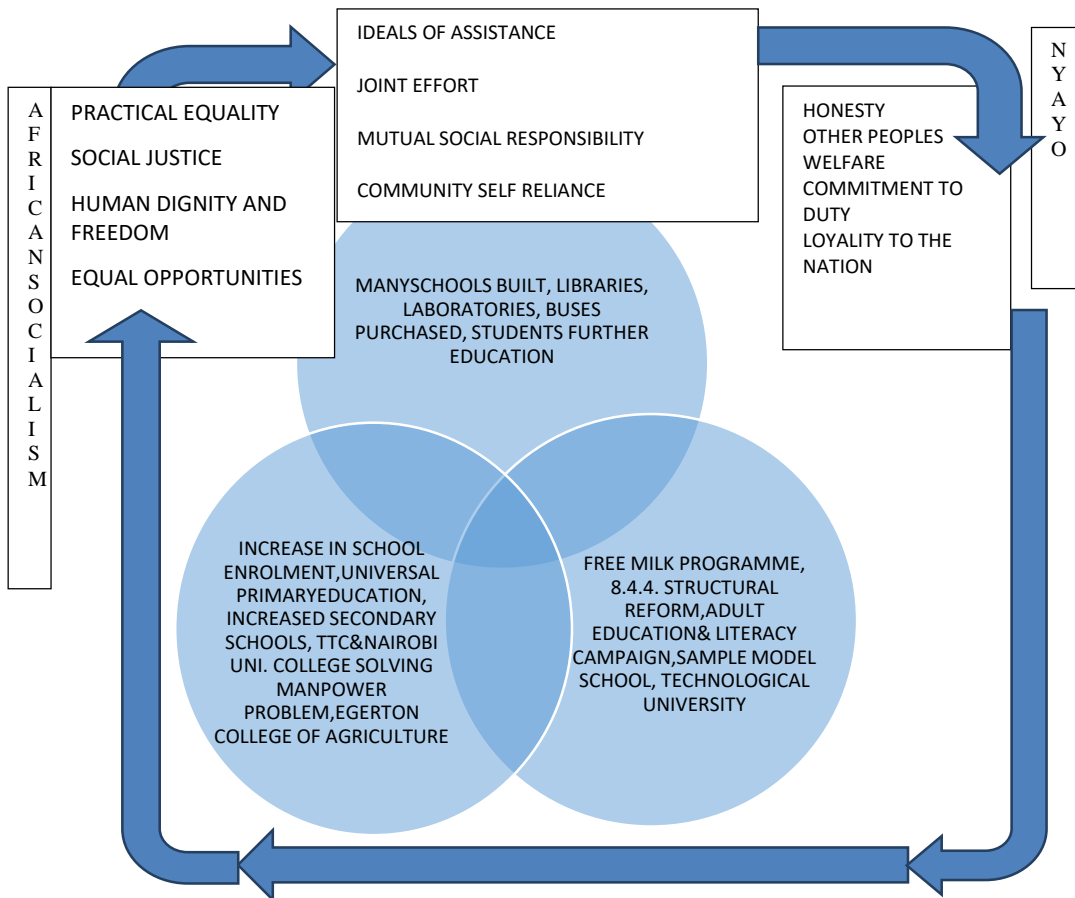 AFRICANSOCIALISM
PRACTICAL EQUALITY
SOCIAL JUSTICE
HUMAN DIGNITY AND
FREEDOM
EQUAL OPPORTUNITIES
IDEALS OF ASSISTANCE
JOINT EFFORT
MUTUAL SOCIAL RESPONSIBILITY
COMMUNITY SELF RELIANCE
HONESTY
OTHER PEOPLES
WELFARE
COMMITMENT TO
DUTY
LOYALITY TO THE
NATION
NYAYO
MANYSCHOOLS BUILT, LIBRARIES,
LABORATORIES, BUSES
PURCHASED, STUDENTS FURTHER
EDUCATION
INCREASE IN SCHOOL
ENROLMENT,UNIVERSAL
PRIMARYEDUCATION,
INCREASED SECONDARY
SCHOOLS, TTC&NAIROBI
UNI. COLLEGE SOLVING
MANPOWER
PROBLEM,EGERTON
COLLEGE OF AGRICULTURE
FREE MILK PROGRAMME,
8.4.4. STRUCTURAL
REFORM,ADULT
EDUCATION& LITERACY
CAMPAIGN,SAMPLE MODEL
SCHOOL, TECHNOLOGICAL
UNIVERSITY